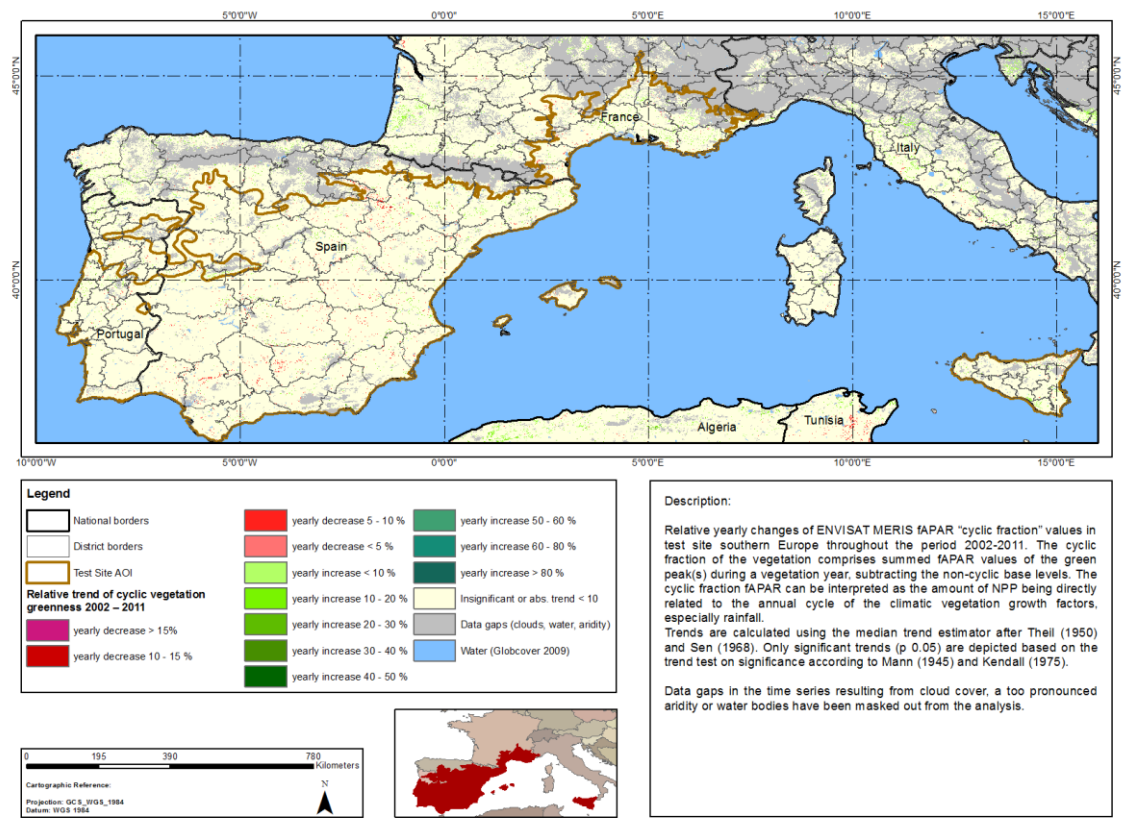 5°0'0"W 0°0'0"E 5°0'0"E 10°0'0"E 15°0'0"E
45°0'0"N 45°0'0"N
France
Italy
Spain
40°0'0"N 40°0'0"N
Portugal
Algeria Tunisia
10°0'0"W 5°0'0"W 0°0'0"E 5°0'0"E 10°0'0"E 15°0'0"E
Legend
National borders
District borders
Test Site AOI
Relative trend of cyclic vegetation
greenness 2002 – 2011
yearly decrease > 15%
yearly decrease 10 - 15 %
yearly decrease 5 - 10 %
yearly decrease < 5 %
yearly increase < 10 %
yearly increase 10 - 20 %
yearly increase 20 - 30 %
yearly increase 30 - 40 %
yearly increase 40 - 50 %
yearly increase 50 - 60 %
yearly increase 60 - 80 %
yearly increase > 80 %
Insignificant or abs. trend < 10
Data gaps (clouds, water, aridity)
Water (Globcover 2009)
Description:
Relative yearly changes of ENVISAT MERIS fAPAR "cyclic fraction" values in
test site southern Europe throughout the period 2002-2011. The cyclic
fraction of the vegetation comprises summed fAPAR values of the green
peak(s) during a vegetation year, subtracting the non-cyclic base levels. The
cyclic fraction fAPAR can be interpreted as the amount of NPP being directly
related to the annual cycle of the climatic vegetation growth factors,
especially rainfall.
Trends are calculated using the median trend estimator after Theil (1950)
and Sen (1968). Only significant trends (p 0.05) are depicted based on the
trend test on significance according to Mann (1945) and Kendall (1975).
Data gaps in the time series resulting from cloud cover, a too pronounced
aridity or water bodies have been masked out from the analysis.
0 195 390 780
Kilometers
Cartographic Reference:
Projection: GCS_WGS_1984
Datum: WGS 1984
N